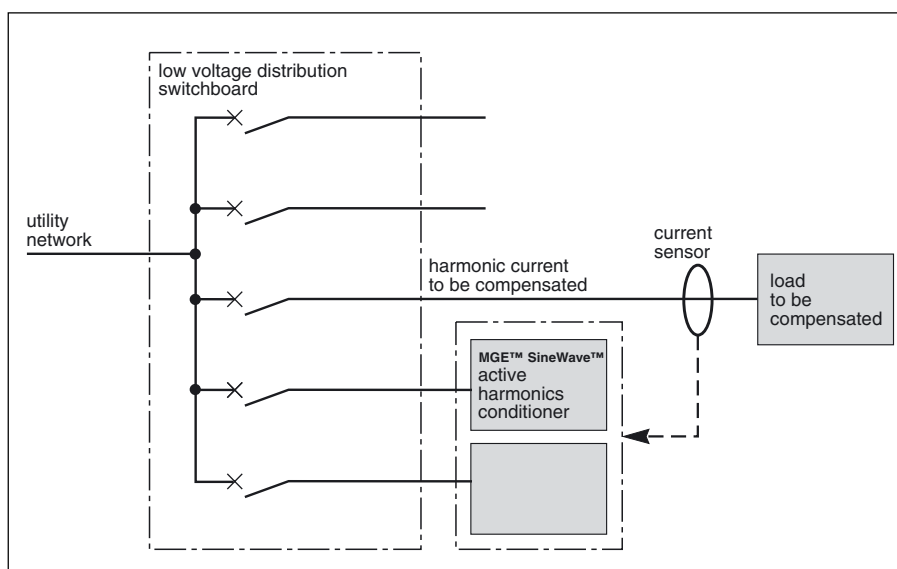 low voltage distribution
switchboard
utility
network
current
sensor
harmonic current
to be compensated
load
to be
compensated
MGE™ SineWave™
active
harmonics
conditioner